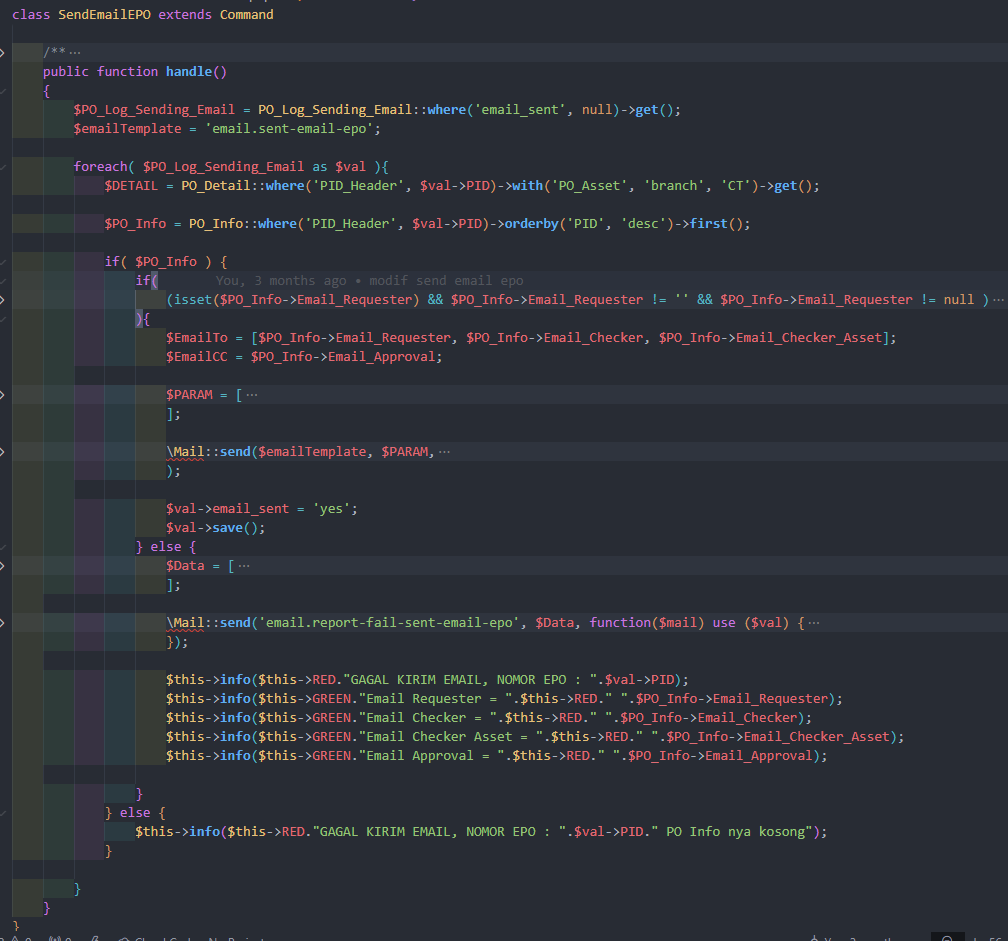 class SendEmailEPO extends Command
/** ···
public function handle()
{
$PO_Log_Sending_Email = PO_Log_Sending_Email::where('email_sent', null)->get();
$emailTemplate = 'email.sent-email-epo';
foreach( $PO_Log_Sending_Email as $val ){
$DETAIL = PO_Detail::where('PID_Header', $val->PID)->with('PO_Asset', 'branch', 'CT')->get();
$PO_Info = PO_Info::where('PID_Header', $val->PID)->orderby('PID', 'desc')->first();
if( $PO_Info ) {
if( You, 3 months ago • modif send email epo
(isset($PO_Info->Email_Requester) && $PO_Info->Email_Requester != '' && $PO_Info->Email_Requester != null ) ···
){
$EmailTo = [$PO_Info->Email_Requester, $PO_Info->Email_Checker, $PO_Info->Email_Checker_Asset];
$EmailCC = $PO_Info->Email_Approval;
$PARAM = [ ···
];
\Mail::send($emailTemplate, $PARAM, ···
);
$val->email_sent = 'yes';
$val->save();
} else {
$Data = [ ···
];
\Mail::send('email.report-fail-sent-email-epo', $Data, function($mail) use ($val) { ···
});
$this->info($this->RED."GAGAL KIRIM EMAIL, NOMOR EPO : ".$val->PID);
$this->info($this->GREEN."Email Requester = ".$this->RED." ".$PO_Info->Email_Requester);
$this->info($this->GREEN."Email Checker = ".$this->RED." ".$PO_Info->Email_Checker);
$this->info($this->GREEN."Email Checker Asset = ".$this->RED." ".$PO_Info->Email_Checker_Asset);
$this->info($this->GREEN."Email Approval = ".$this->RED." ".$PO_Info->Email_Approval);
}
} else {
$this->info($this->RED."GAGAL KIRIM EMAIL, NOMOR EPO : ".$val->PID." PO Info nya kosong");
}
}
}
}